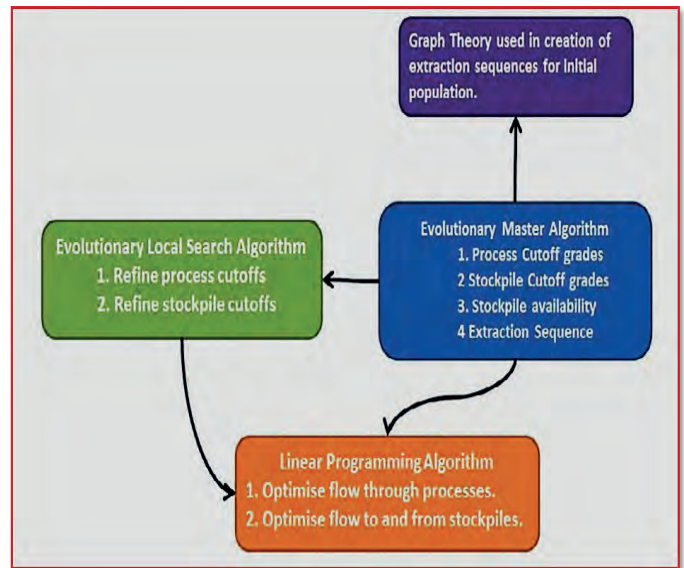 Graph Theory used in creation of
extraction sequences for initial
population.
Evolutionary Master Algorithm
1. Process Cutoff grades
2 Stockpile Cutoff grades
3. Stockpile availability
4 Extraction Sequence
Evolutionary Local Search Algorithm
1. Refine process cutoffs
2. Refine stockpile cutoffs
Linear Programming Algorithm
1. Optimise flow through processes.
2. Optimise flow to and from stockpiles.